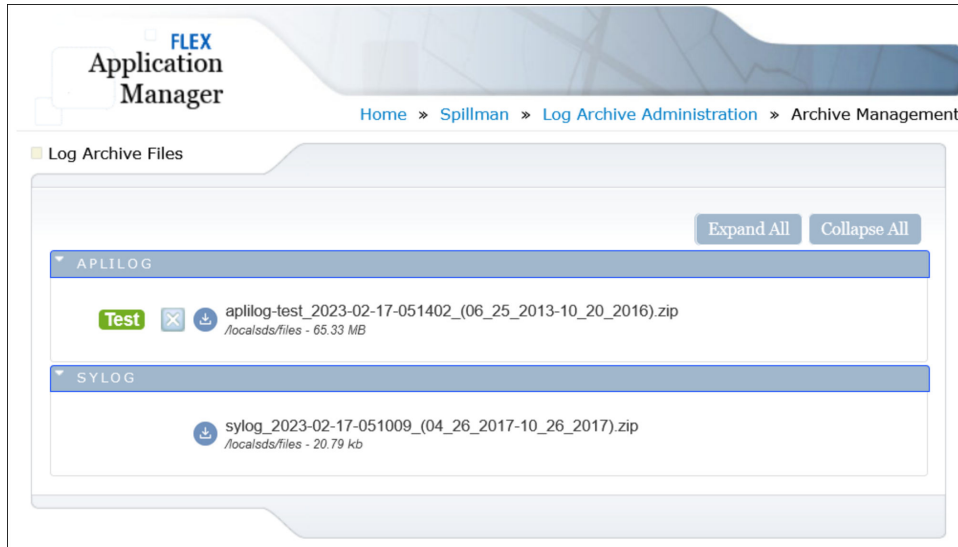 FLEX
Application
Manager
Home » Spillman » Log Archive Administration » Archive Management
Log Archive Files
Expand All Collapse All
APLILOG
Test aplilog-test_2023-02-17-051402_(06_25_2013-10_20_2016).zip
/localsds/files - 65.33 MB
SYLOG
sylog_2023-02-17-051009_(04_26_2017-10_26_2017).zip
/localsds/files - 20.79 kb